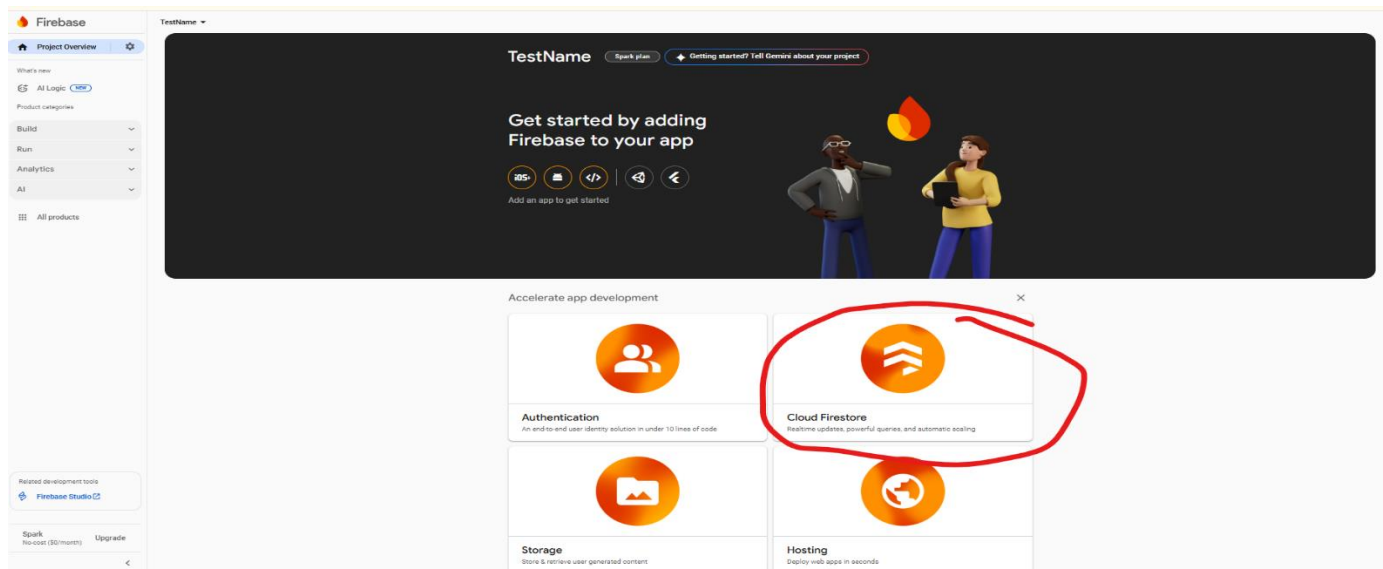 Firebase
TestName
Project Overview
What's new
AI Logic NEW
Product categories
Build
Run
Analytics
AI
All products
Related development tools
Firebase Studio
Spark
No-cost ($0/month)
Upgrade
TestName Spark plan Getting started? Tell Gemini about your project
Get started by adding
Firebase to your app
iOS+
Add an app to get started
Accelerate app development
Authentication
An end-to-end user identity solution in under 10 lines of code
Cloud Firestore
Realtime updates, powerful queries, and automatic scaling
Storage
Store & retrieve user generated content
Hosting
Deploy web apps in seconds